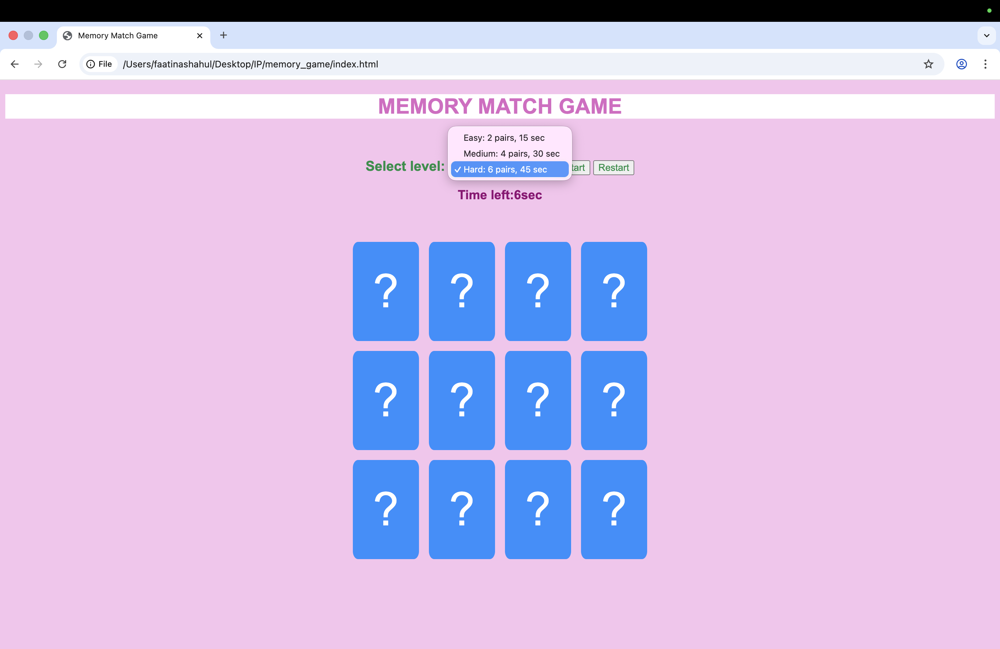 Memory Match Game
File /Users/faatinashahul/Desktop/IP/memory_game/index.html
MEMORY MATCH GAME
Easy: 2 pairs, 15 sec
Medium: 4 pairs, 30 sec
Select level: ✓ Hard: 6 pairs, 45 sec tart Restart
Time left:6sec
? ? ? ?
? ? ? ?
? ? ? ?